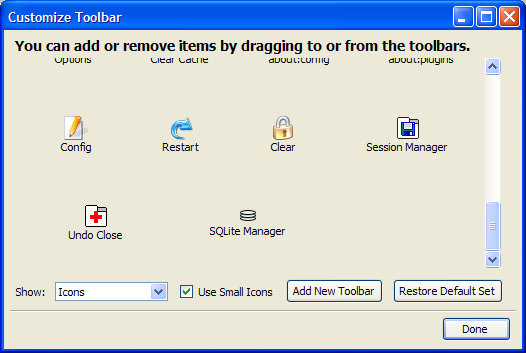 Customize Toolbar
You can add or remove items by dragging to or from the toolbars.
Options Clear Cache about:config about:plugins
Config Restart Clear Session Manager
Undo Close SQLite Manager
Show: Icons Use Small Icons Add New Toolbar Restore Default Set
Done